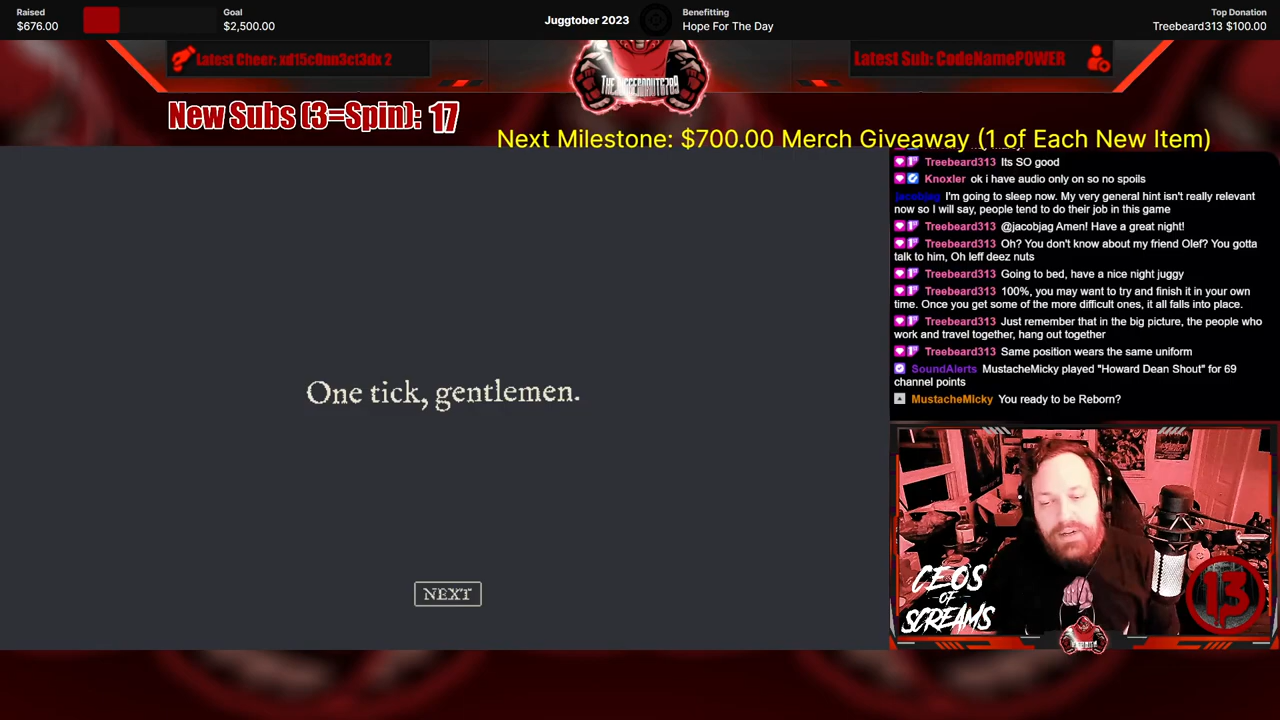 Raised
$676.00
Goal
$2,500.00
Juggtober 2023
Benefitting
Hope For The Day
Top Donation
Treebeard313 $100.00
Latest Cheer: xd15c0nn3ct3dx 2
THEJUGGERNAUT6789
Latest Sub: CodeNamePOWER
New Subs (3=Spin): 17
Next Milestone: $700.00 Merch Giveaway (1 of Each New Item)
Treebeard313 Its SO good
Knoxler ok i have audio only on so no spoils
jacobjag I'm going to sleep now. My very general hint isn't really relevant
now so I will say, people tend to do their job in this game
Treebeard313 @jacobjag Amen! Have a great night!
Treebeard313 Oh? You don't know about my friend Olef? You gotta
talk to him, Oh leff deez nuts
Treebeard313 Going to bed, have a nice night juggy
Treebeard313 100%, you may want to try and finish it in your own
time. Once you get some of the more difficult ones, it all falls into place.
Treebeard313 Just remember that in the big picture, the people who
work and travel together, hang out together
Treebeard313 Same position wears the same uniform
SoundAlerts MustacheMicky played "Howard Dean Shout" for 69
channel points
MustacheMicky You ready to be Reborn?
One tick, gentlemen.
NEXT
CEOS
OF
SCREAMS
13